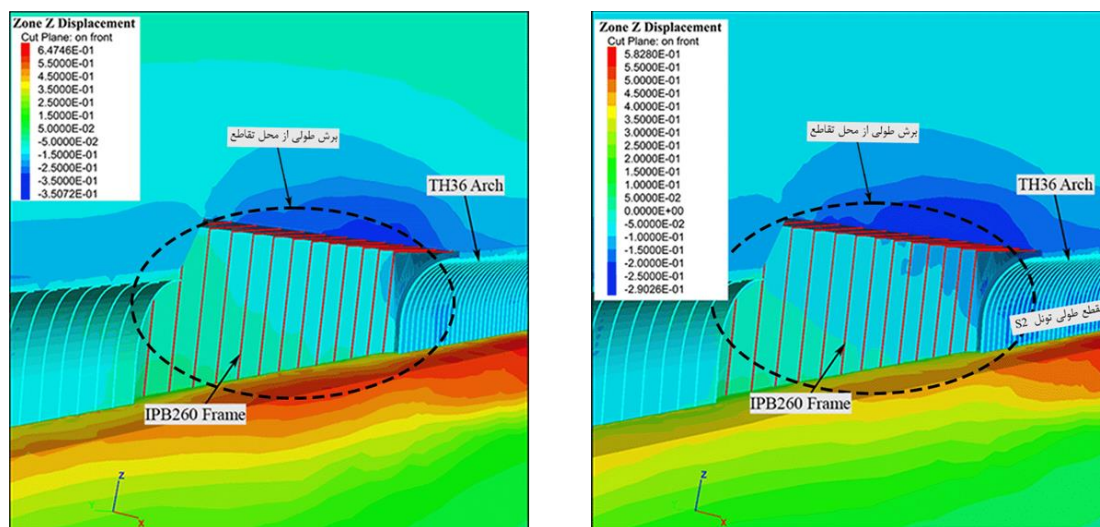 Zone Z Displacement
Cut Plane: on front
6.4746E-01
5.5000E-01
4.5000E-01
3.5000E-01
2.5000E-01
1.5000E-01
5.0000E-02
-5.0000E-02
-1.5000E-01
-2.5000E-01
-3.5000E-01
-3.5072E-01
برش طولی از محل تقاطع
TH36 Arch
IPB260 Frame
Z
Y
X
Zone Z Displacement
Cut Plane: on front
5.8280E-01
5.5000E-01
5.0000E-01
4.5000E-01
4.0000E-01
3.5000E-01
3.0000E-01
2.5000E-01
2.0000E-01
1.5000E-01
1.0000E-01
5.0000E-02
0.0000E+00
-5.0000E-02
-1.0000E-01
-1.5000E-01
-2.0000E-01
-2.5000E-01
-2.9026E-01
برش طولی از محل تقاطع
TH36 Arch
قطع طولی تونل S2
IPB260 Frame
Z
Y
X